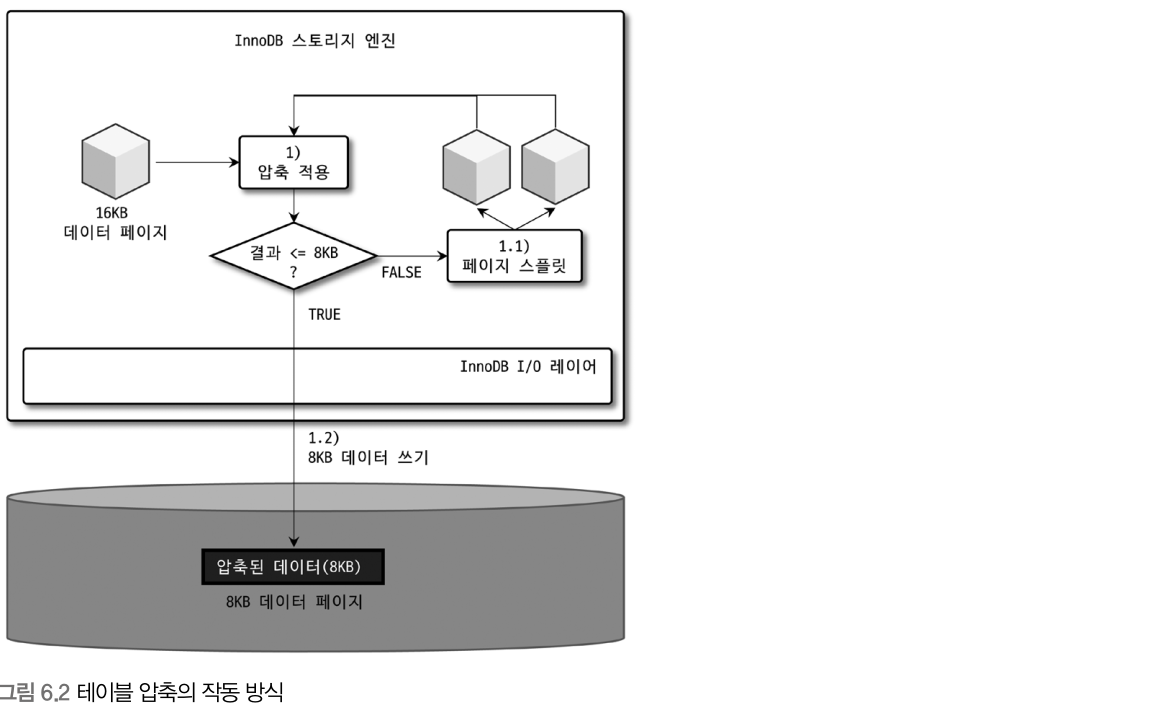 InnoDB 스토리지 엔진
1)
압축 적용
16KB
데이터 페이지
결과 <= 8KB
?
FALSE
1.1)
페이지 스플릿
TRUE
InnoDB I/O 레이어
1.2)
8KB 데이터 쓰기
압축된 데이터(8KB)
8KB 데이터 페이지
그림 6.2 테이블 압축의 작동 방식